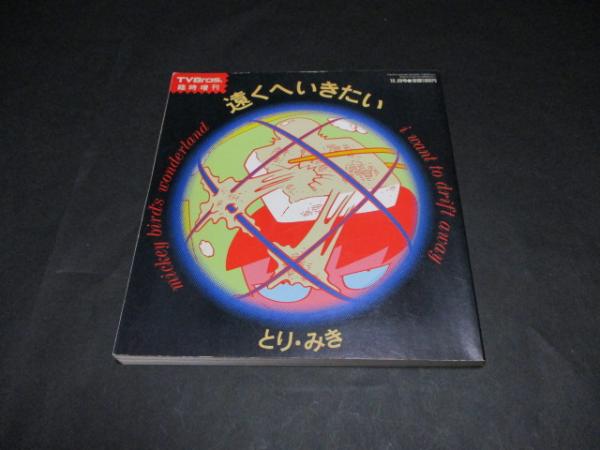 TVBros.
臨時増刊
遠くへいきたい
mickey bird's wonderland
i want to drift away
とり・みき